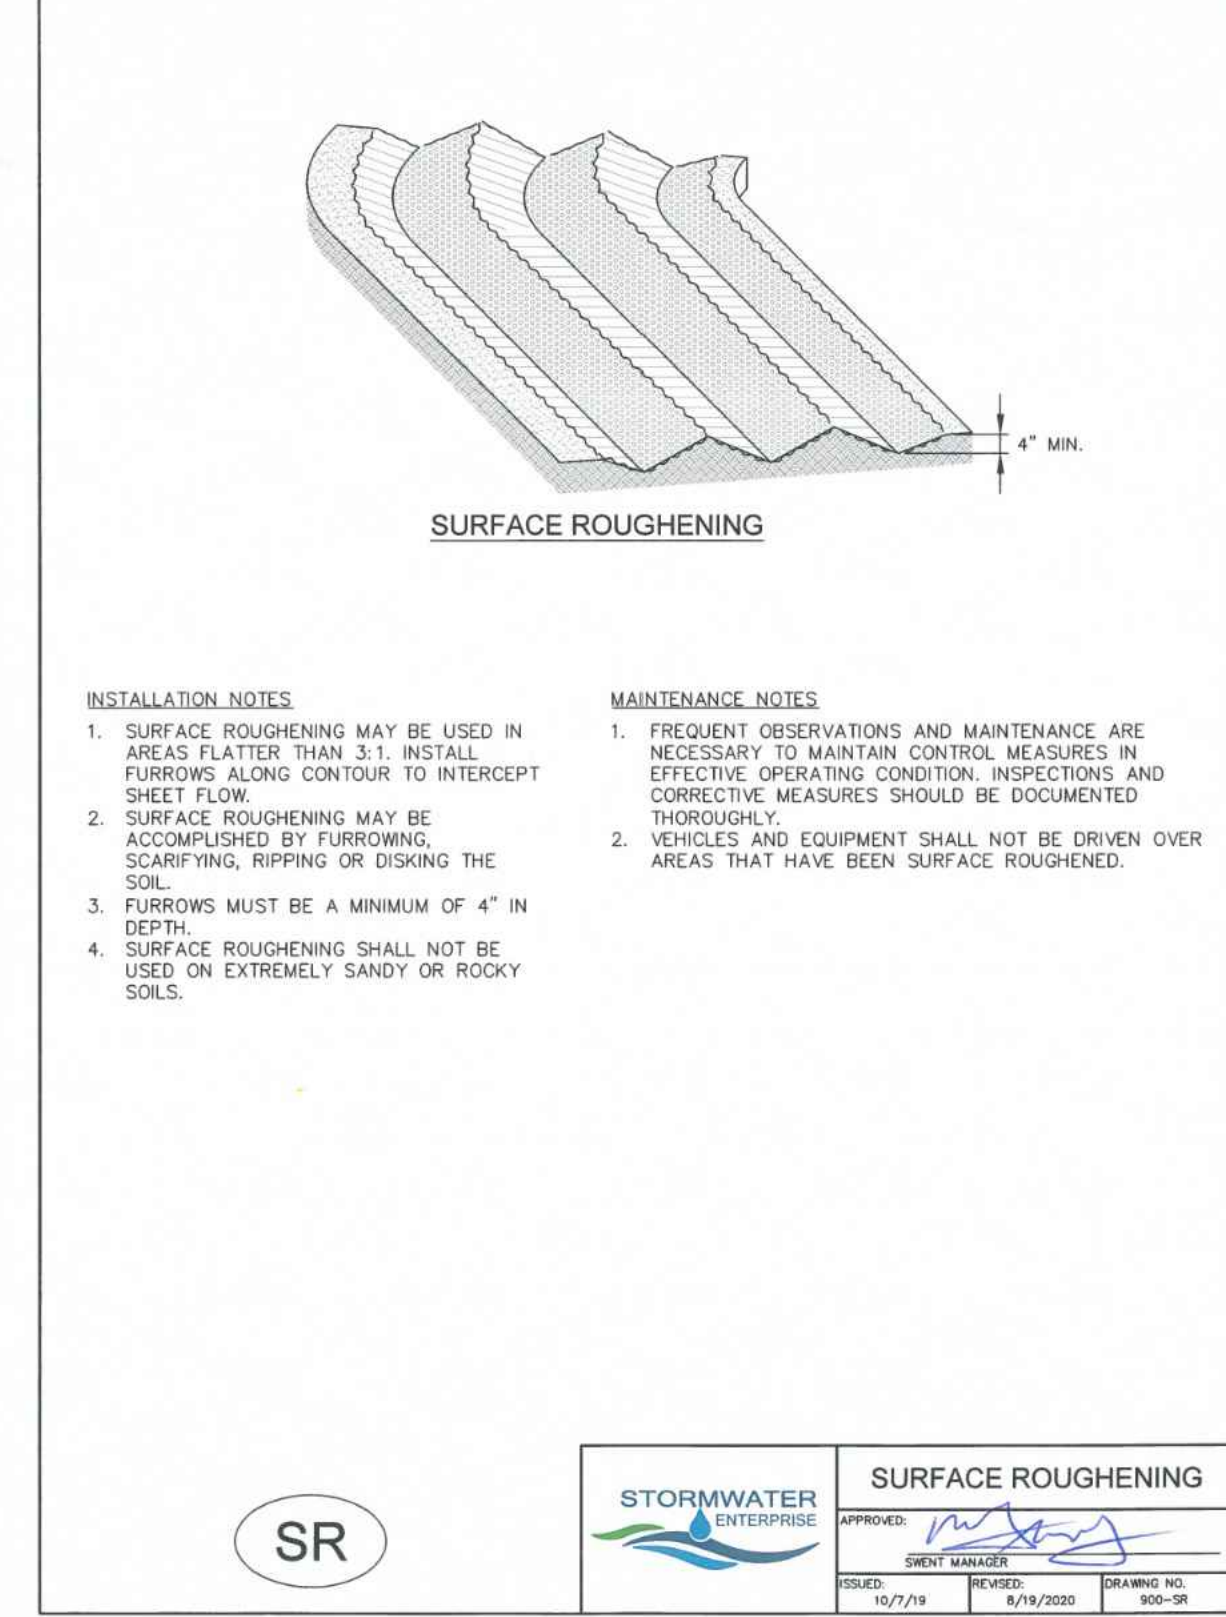 4" MIN.
SURFACE ROUGHENING
INSTALLATION NOTES
1. SURFACE ROUGHENING MAY BE USED IN
AREAS FLATTER THAN 3:1. INSTALL
FURROWS ALONG CONTOUR TO INTERCEPT
SHEET FLOW.
2. SURFACE ROUGHENING MAY BE
ACCOMPLISHED BY FURROWING,
SCARIFYING, RIPPING OR DISKING THE
SOIL.
3. FURROWS MUST BE A MINIMUM OF 4" IN
DEPTH.
4. SURFACE ROUGHENING SHALL NOT BE
USED ON EXTREMELY SANDY OR ROCKY
SOILS.
MAINTENANCE NOTES
1. FREQUENT OBSERVATIONS AND MAINTENANCE ARE
NECESSARY TO MAINTAIN CONTROL MEASURES IN
EFFECTIVE OPERATING CONDITION. INSPECTIONS AND
CORRECTIVE MEASURES SHOULD BE DOCUMENTED
THOROUGHLY.
2. VEHICLES AND EQUIPMENT SHALL NOT BE DRIVEN OVER
AREAS THAT HAVE BEEN SURFACE ROUGHENED.
SR
STORMWATER
ENTERPRISE
SURFACE ROUGHENING
APPROVED:
SWENT MANAGER
ISSUED:
10/7/19
REVISED:
8/19/2020
DRAWING NO.
900-SR